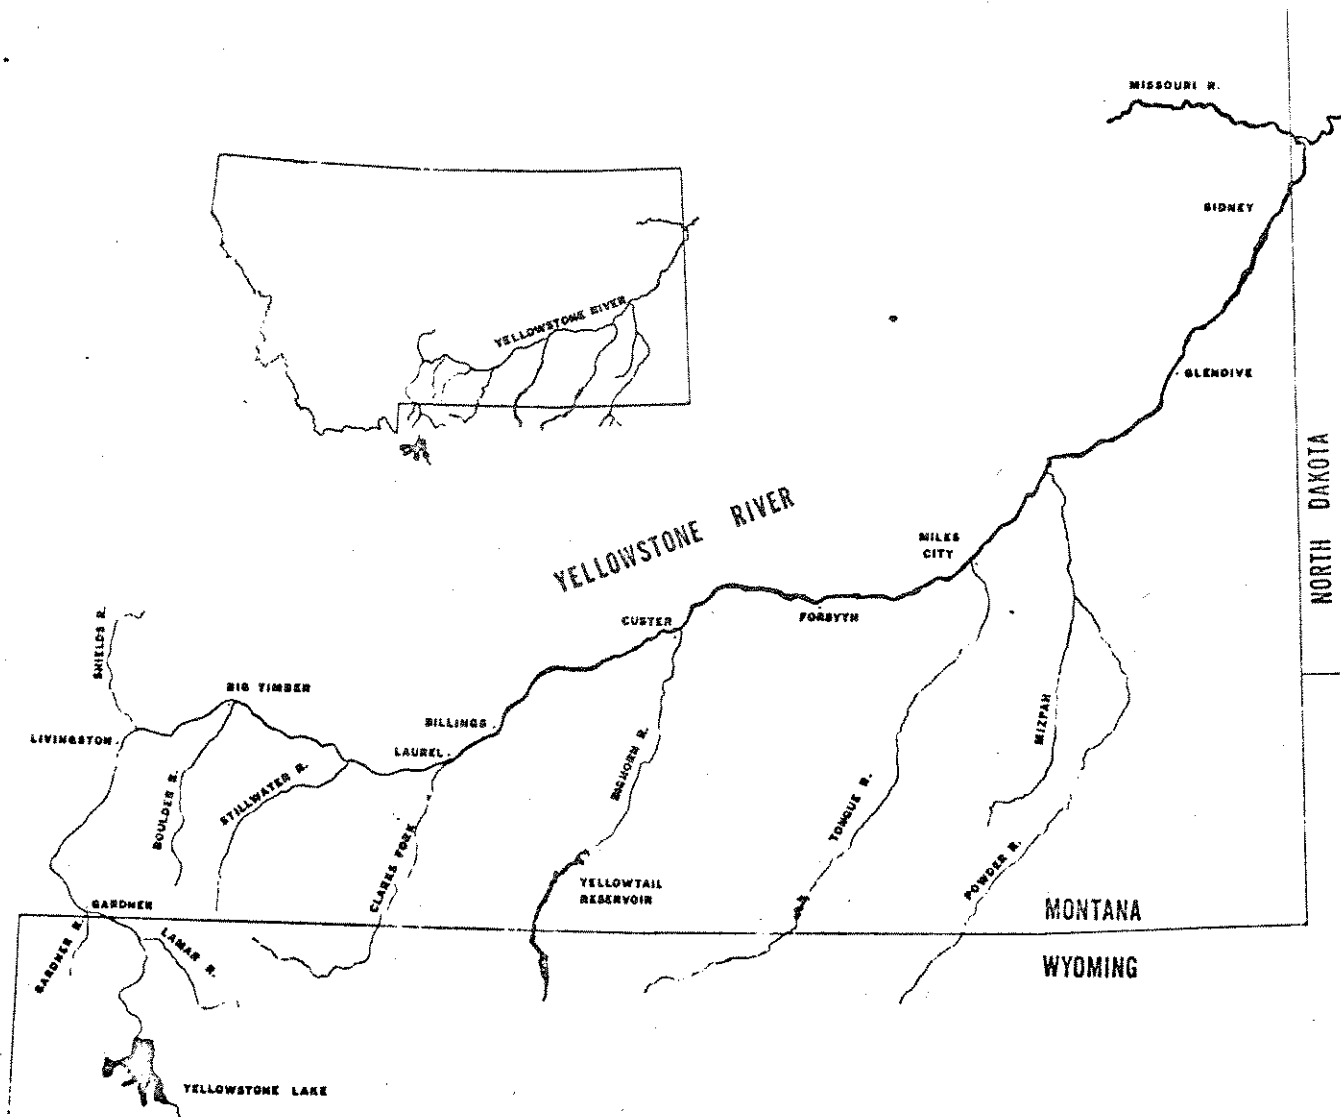 MISSOURI R.
SIDNEY
YELLOWSTONE RIVER
GLENDIVE
NORTH DAKOTA
YELLOWSTONE RIVER
MILES
CITY
FORSYTH
CUSTER
SHIELDS R.
BIG TIMBER
BILLINGS
LIVINGSTON
LAUREL
MIZPAH
BIGHORN R.
STILLWATER R.
BOULDER R.
TONGUE R.
CLARKS FORK
POWDER R.
YELLOWTAIL
RESERVOIR
GARDNER
MONTANA
GARDNER R.
LAMAR R.
WYOMING
YELLOWSTONE LAKE